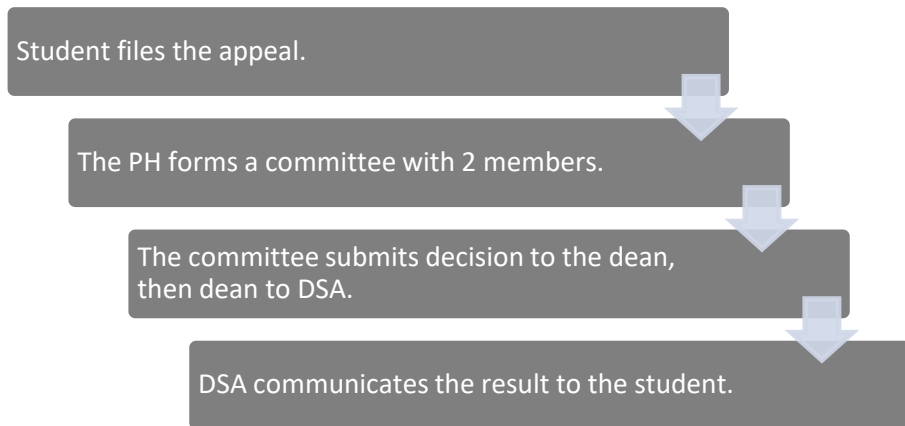 Student files the appeal.
The PH forms a committee with 2 members.
The committee submits decision to the dean,
then dean to DSA.
DSA communicates the result to the student.